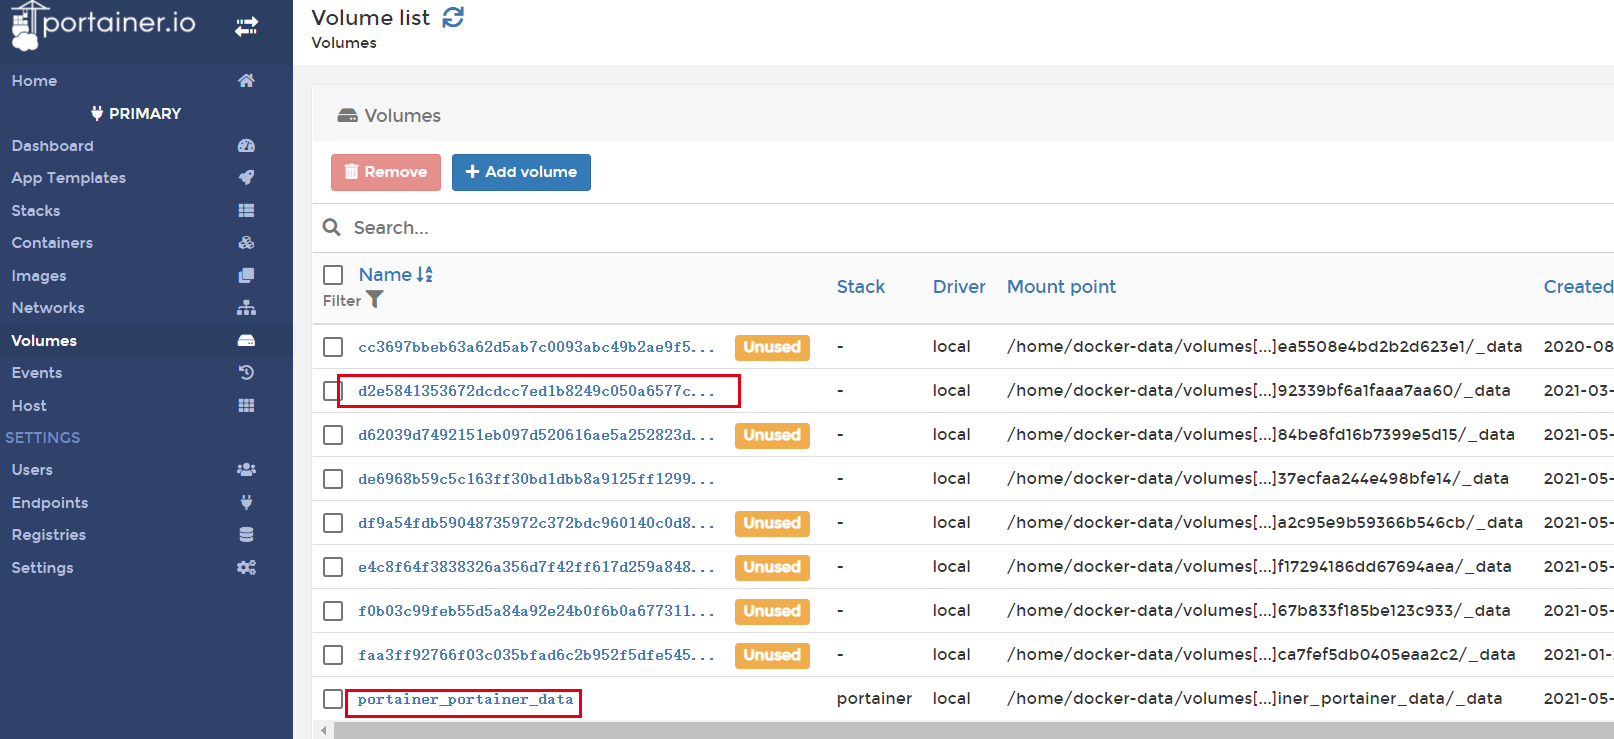 portainer.io
Home
PRIMARY
Dashboard
App Templates
Stacks
Containers
Images
Networks
Volumes
Events
Host
SETTINGS
Users
Endpoints
Registries
Settings
Volume list
Volumes
Volumes
Remove
Add volume
Search...
Name
Filter
Stack Driver Mount point Created
cc3697bbeb63a62d5ab7c0093abc49b2ae9f5... Unused - local /home/docker-data/volumes[...]ea5508e4bd2b2d623e1/_data 2020-08
d2e5841353672dcdcc7ed1b8249c050a6577c... - local /home/docker-data/volumes[...]92339bf6a1faaa7aa60/_data 2021-03-
d62039d7492151eb097d520616ae5a252823d... Unused - local /home/docker-data/volumes[...]84be8fd16b7399e5d15/_data 2021-05-
de6968b59c5c163ff30bd1dbb8a9125ff1299... - local /home/docker-data/volumes[...]37ecfaa244e498bfe14/_data 2021-05-
df9a54fdb59048735972c372bdc960140c0d8... Unused - local /home/docker-data/volumes[...]a2c95e9b59366b546cb/_data 2021-05-
e4c8f64f3838326a356d7f42ff617d259a848... Unused - local /home/docker-data/volumes[...]f17294186dd67694aea/_data 2021-05-
f0b03c99feb55d5a84a92e24b0f6b0a677311... Unused - local /home/docker-data/volumes[...]67b833f185be123c933/_data 2021-05-
faa3ff92766f03c035bfad6c2b952f5dfe545... Unused - local /home/docker-data/volumes[...]ca7fef5db0405eaa2c2/_data 2021-01-
portainer_portainer_data portainer local /home/docker-data/volumes[...]iner_portainer_data/_data 2021-05-